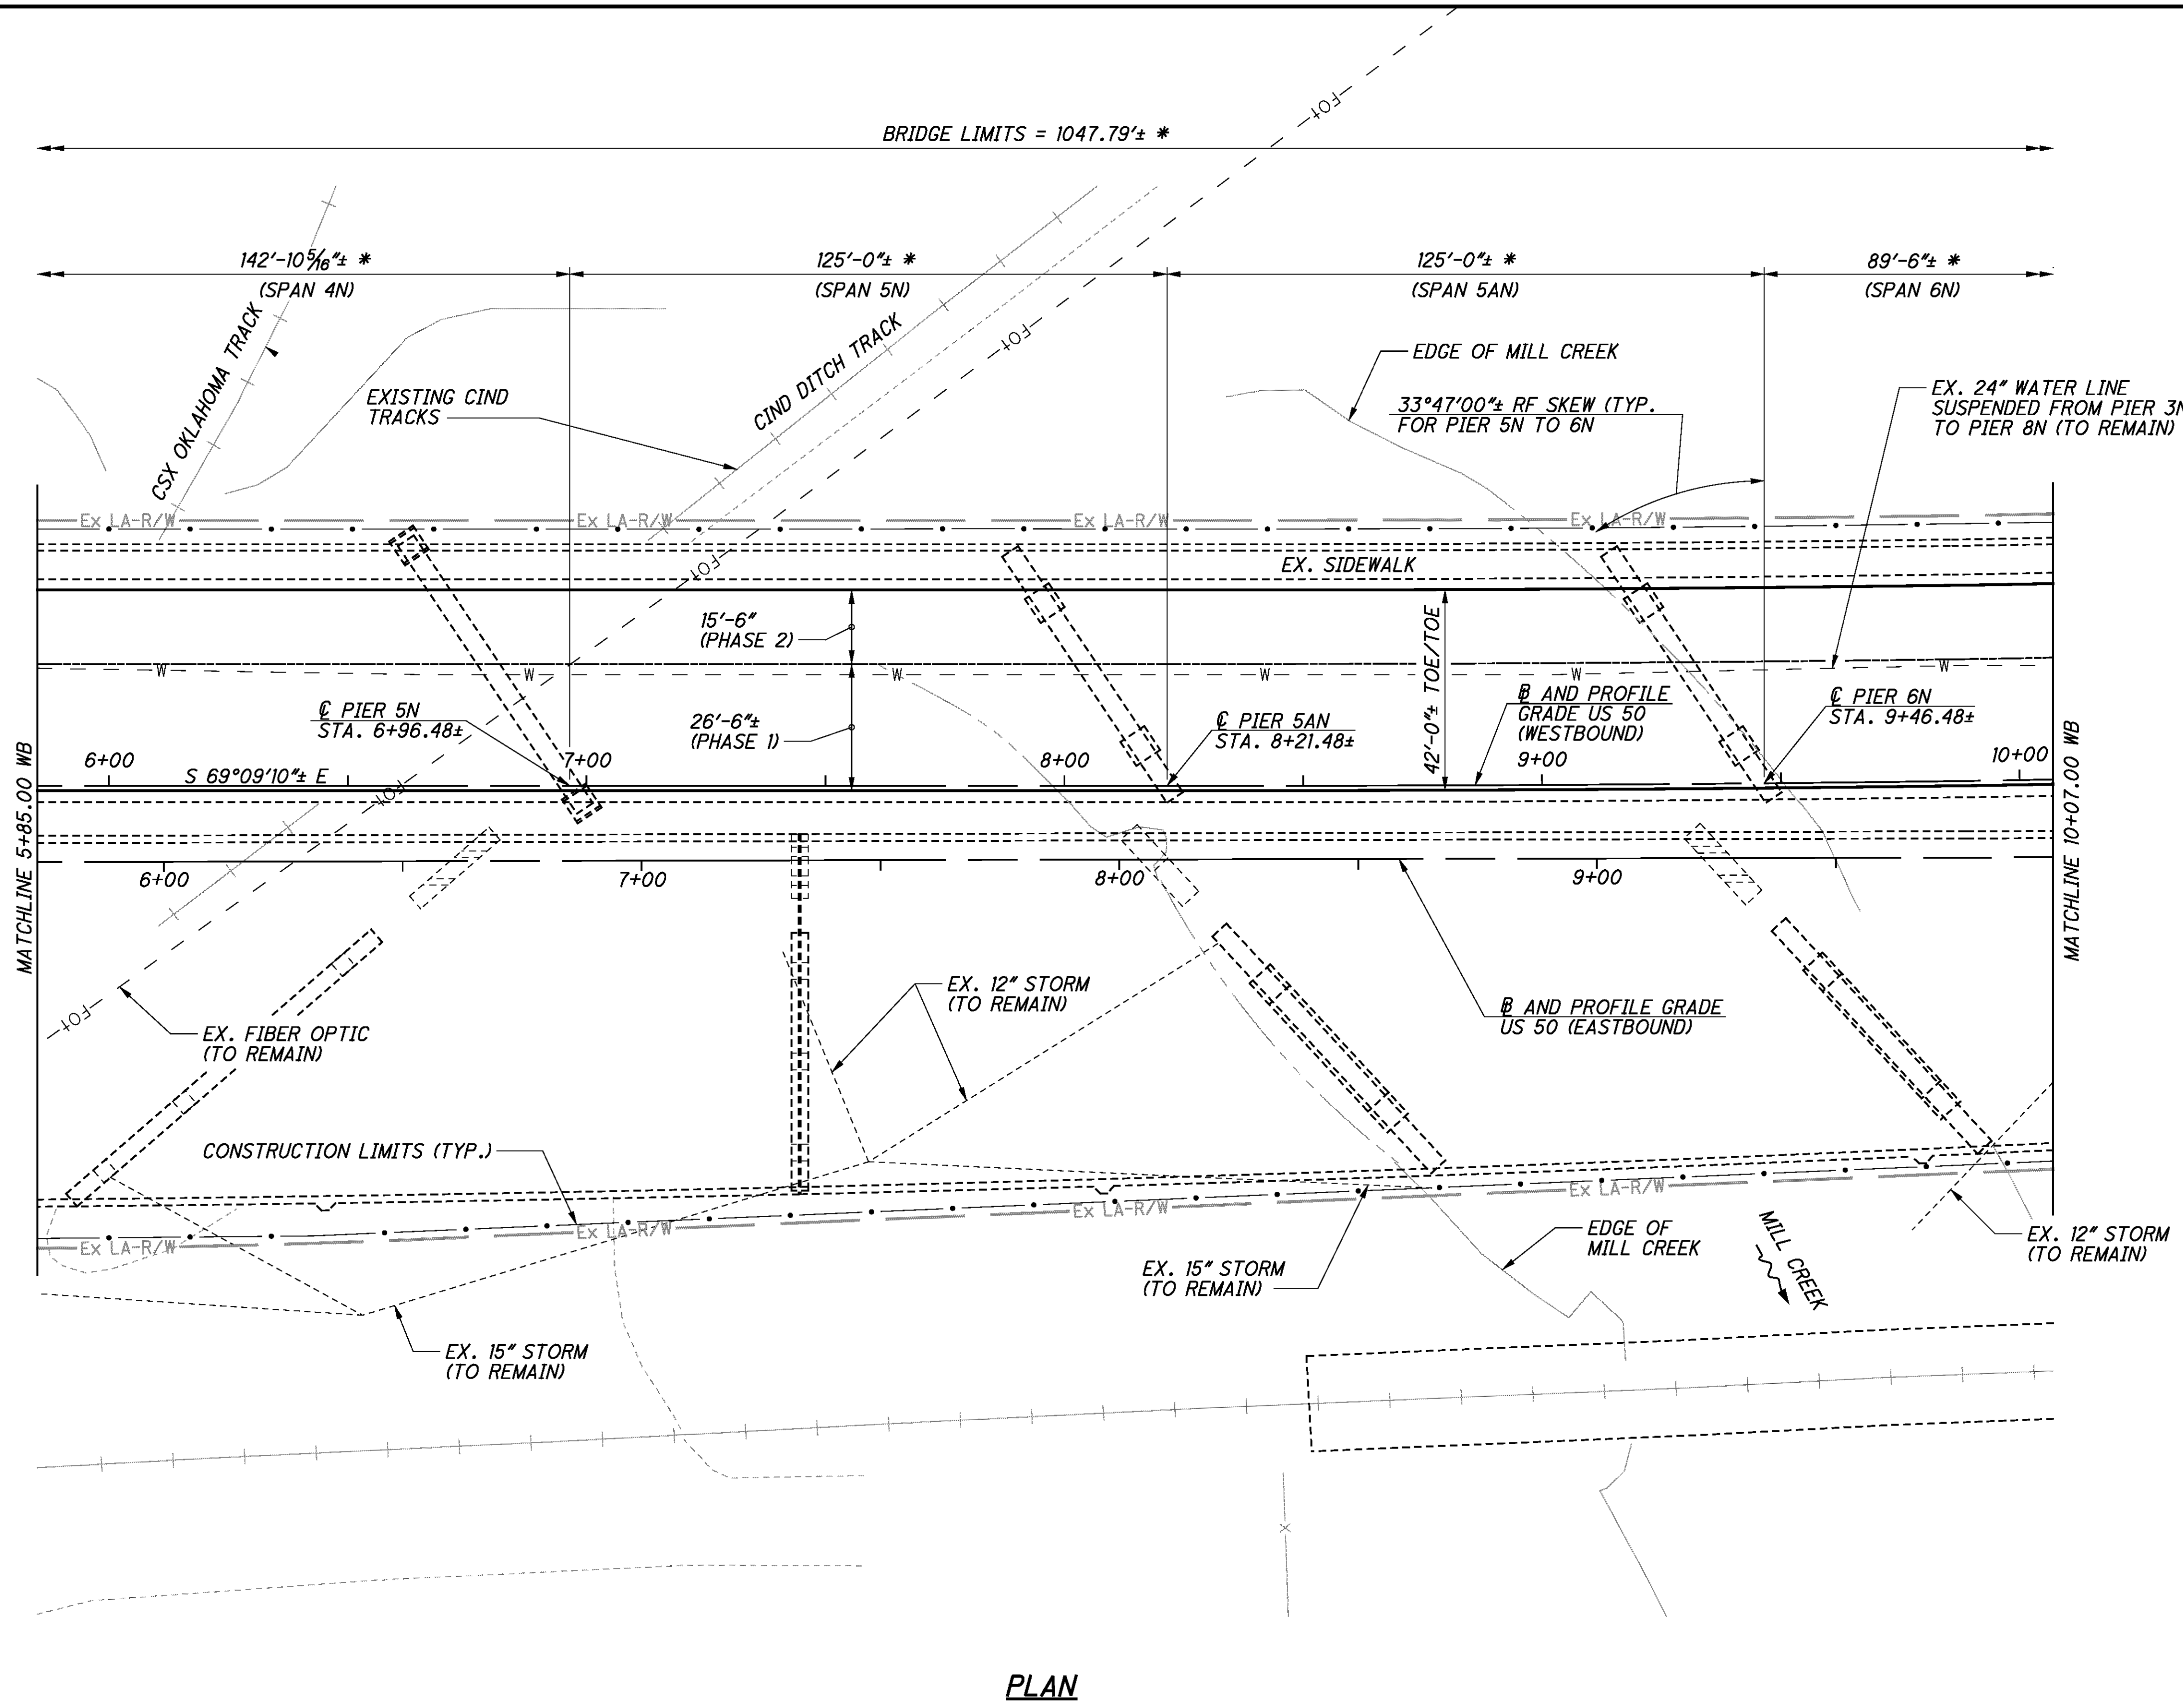 BRIDGE LIMITS = 1047.79'± *
142'-10 5/16"± *
(SPAN 4N)
125'-0"± *
(SPAN 5N)
125'-0"± *
(SPAN 5AN)
89'-6"± *
(SPAN 6N)
FOT
FOT
CSX OKLAHOMA TRACK
EXISTING CIND
TRACKS
CIND DITCH TRACK
EDGE OF MILL CREEK
33°47'00"± RF SKEW (TYP.
FOR PIER 5N TO 6N
EX. 24" WATER LINE
SUSPENDED FROM PIER 3N
TO PIER 8N (TO REMAIN)
Ex LA-R/W
Ex LA-R/W
Ex LA-R/W
Ex LA-R/W
FOT
EX. SIDEWALK
15'-6"
(PHASE 2)
42'-0"± TOE/TOE
W
W
W
W
W
W
℄ PIER 5N
STA. 6+96.48±
26'-6"±
(PHASE 1)
℄ PIER 5AN
STA. 8+21.48±
BL AND PROFILE
GRADE US 50
(WESTBOUND)
℄ PIER 6N
STA. 9+46.48±
MATCHLINE 5+85.00 WB
MATCHLINE 10+07.00 WB
6+00
7+00
8+00
9+00
10+00
S 69°09'10"± E
FOT
6+00
7+00
8+00
9+00
FOT
EX. FIBER OPTIC
(TO REMAIN)
EX. 12" STORM
(TO REMAIN)
BL AND PROFILE GRADE
US 50 (EASTBOUND)
CONSTRUCTION LIMITS (TYP.)
Ex LA-R/W
Ex LA-R/W
Ex LA-R/W
Ex LA-R/W
EX. 15" STORM
(TO REMAIN)
EDGE OF
MILL CREEK
MILL CREEK
EX. 12" STORM
(TO REMAIN)
EX. 15" STORM
(TO REMAIN)
PLAN